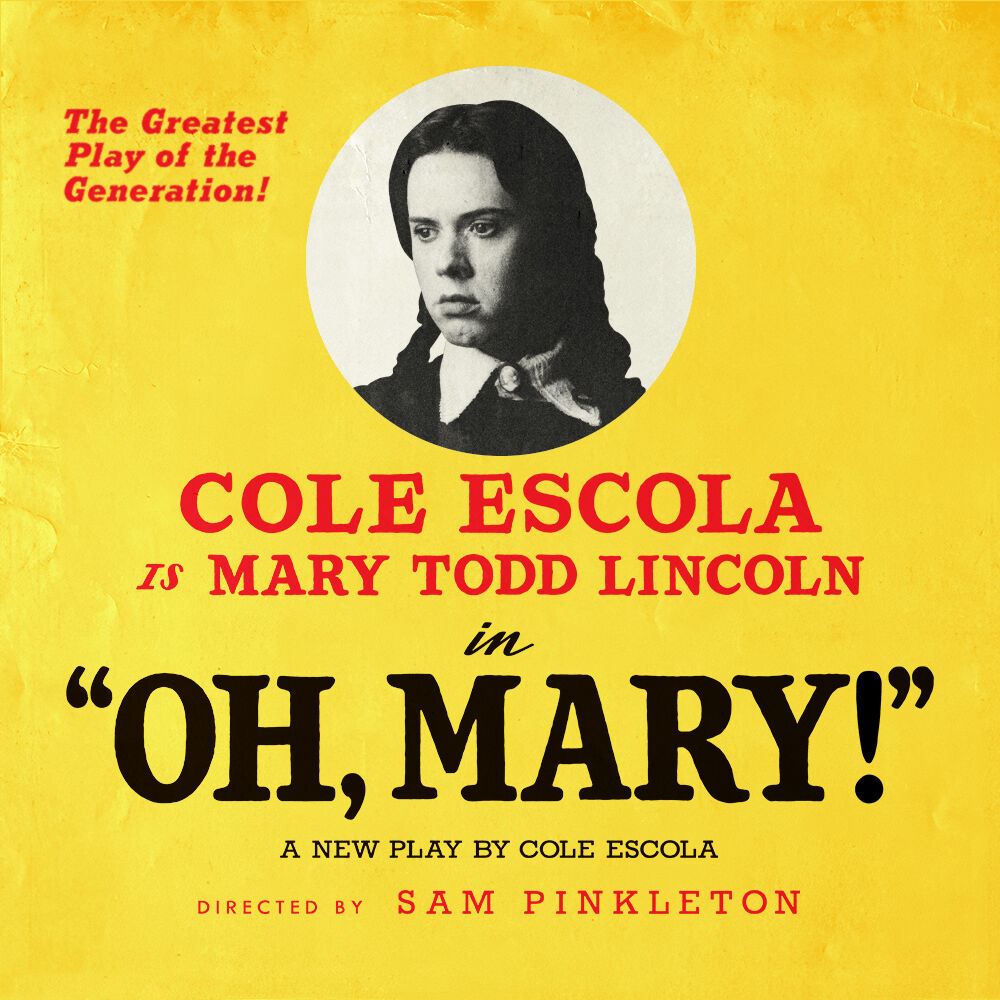 The Greatest
Play of the
Generation!
COLE ESCOLA
IS MARY TODD LINCOLN
in
“OH, MARY!”
A NEW PLAY BY COLE ESCOLA
DIRECTED BY SAM PINKLETON